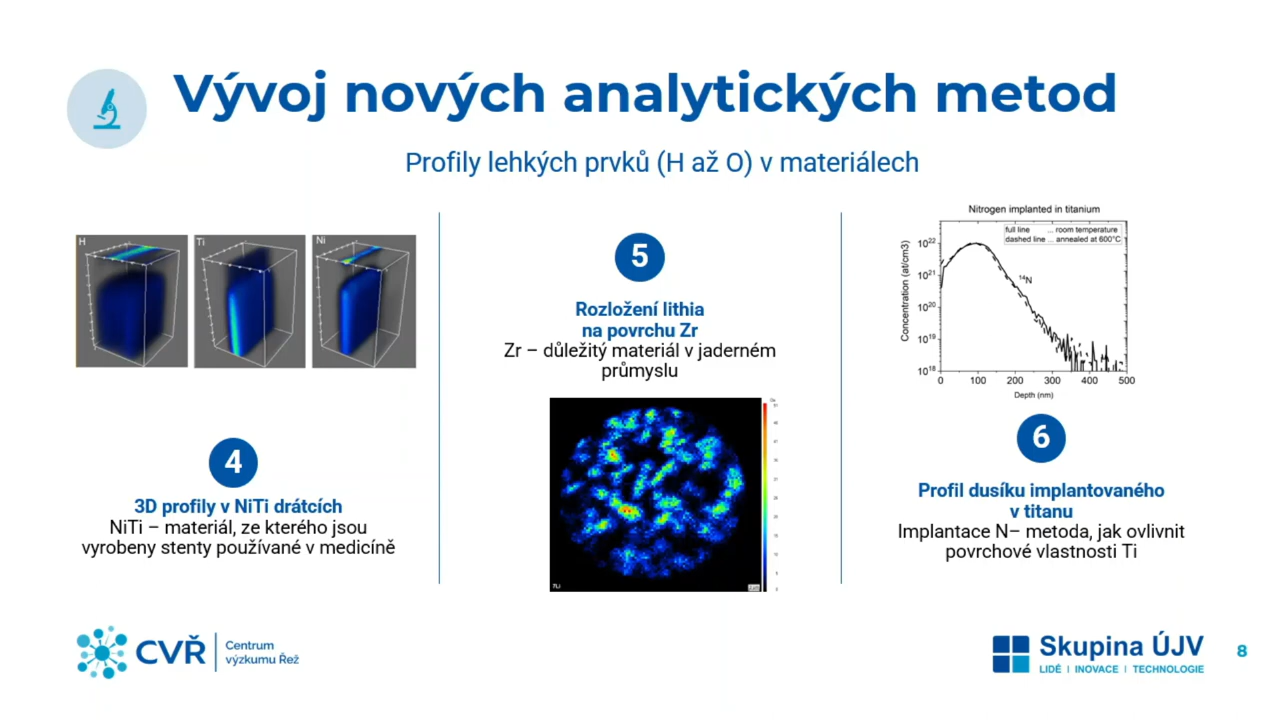 Vývoj nových analytických metod
Profily lehkých prvků (H až O) v materiálech
H
Ti
Ni
4
3D profily v NiTi drátcích
NiTi – materiál, ze kterého jsou
vyrobeny stenty používané v medicíně
5
Rozložení lithia
na povrchu Zr
Zr – důležitý materiál v jaderném
průmyslu
7Li
Nitrogen implanted in titanium
full line ... room temperature
dashed line ... annealed at 600°C
14N
Concentration (at/cm3)
10²²
10²¹
10²⁰
10¹⁹
10¹⁸
0 100 200 300 400 500
Depth (nm)
6
Profil dusíku implantovaného
v titanu
Implantace N– metoda, jak ovlivnit
povrchové vlastnosti Ti
CVŘ
Centrum
výzkumu Řež
Skupina ÚJV
LIDÉ | INOVACE | TECHNOLOGIE
8